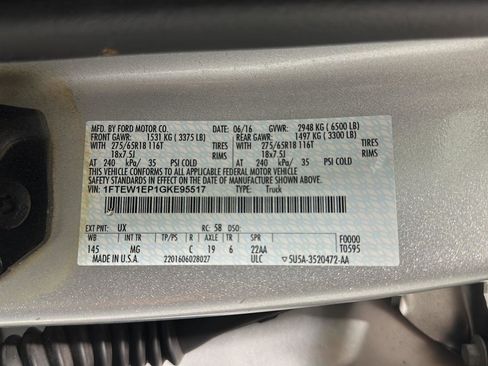 MFD. BY FORD MOTOR CO. 06/16 GVWR: 2948 KG ( 6500 LB)
FRONT GAWR: 1531 KG ( 3375 LB) REAR GAWR: 1497 KG ( 3300 LB)
WITH 275/65R18 116T TIRES WITH 275/65R18 116T TIRES
18x7.5J RIMS 18x7.5J RIMS
AT 240 kPa/ 35 PSI COLD AT 240 kPa/ 35 PSI COLD
THIS VEHICLE CONFORMS TO ALL APPLICABLE FEDERAL MOTOR VEHICLE
SAFETY STANDARDS IN EFFECT ON THE DATE OF MANUFACTURE SHOWN ABOVE.
VIN: 1FTEW1EP1GKE95517 TYPE: Truck
EXT PNT: UX RC: 58 DSO:
WB TRIM TP/PS R AXLE TR SPR F0000
145 MG C 19 6 22AA T0595
MADE IN U.S.A. 2201606028027 ULC 5U5A-3520472-AA